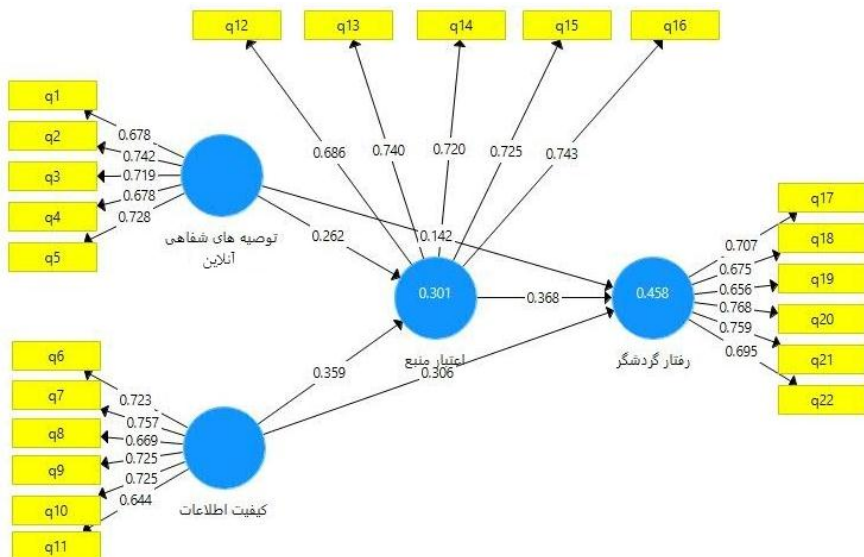 q12
q13
q14
q15
q16
q1
q2
q3
q4
q5
0.678
0.742
0.719
0.678
0.728
توصیه های شفاهی
آنلاین
0.686
0.740
0.720
0.725
0.743
0.262
0.142
0.301
اعتبار منبع
0.368
0.359
0.306
0.458
رفتار گردشگر
q17
q18
q19
q20
q21
q22
0.707
0.675
0.656
0.768
0.759
0.695
q6
q7
q8
q9
q10
q11
0.723
0.757
0.669
0.725
0.725
0.644
کیفیت اطلاعات